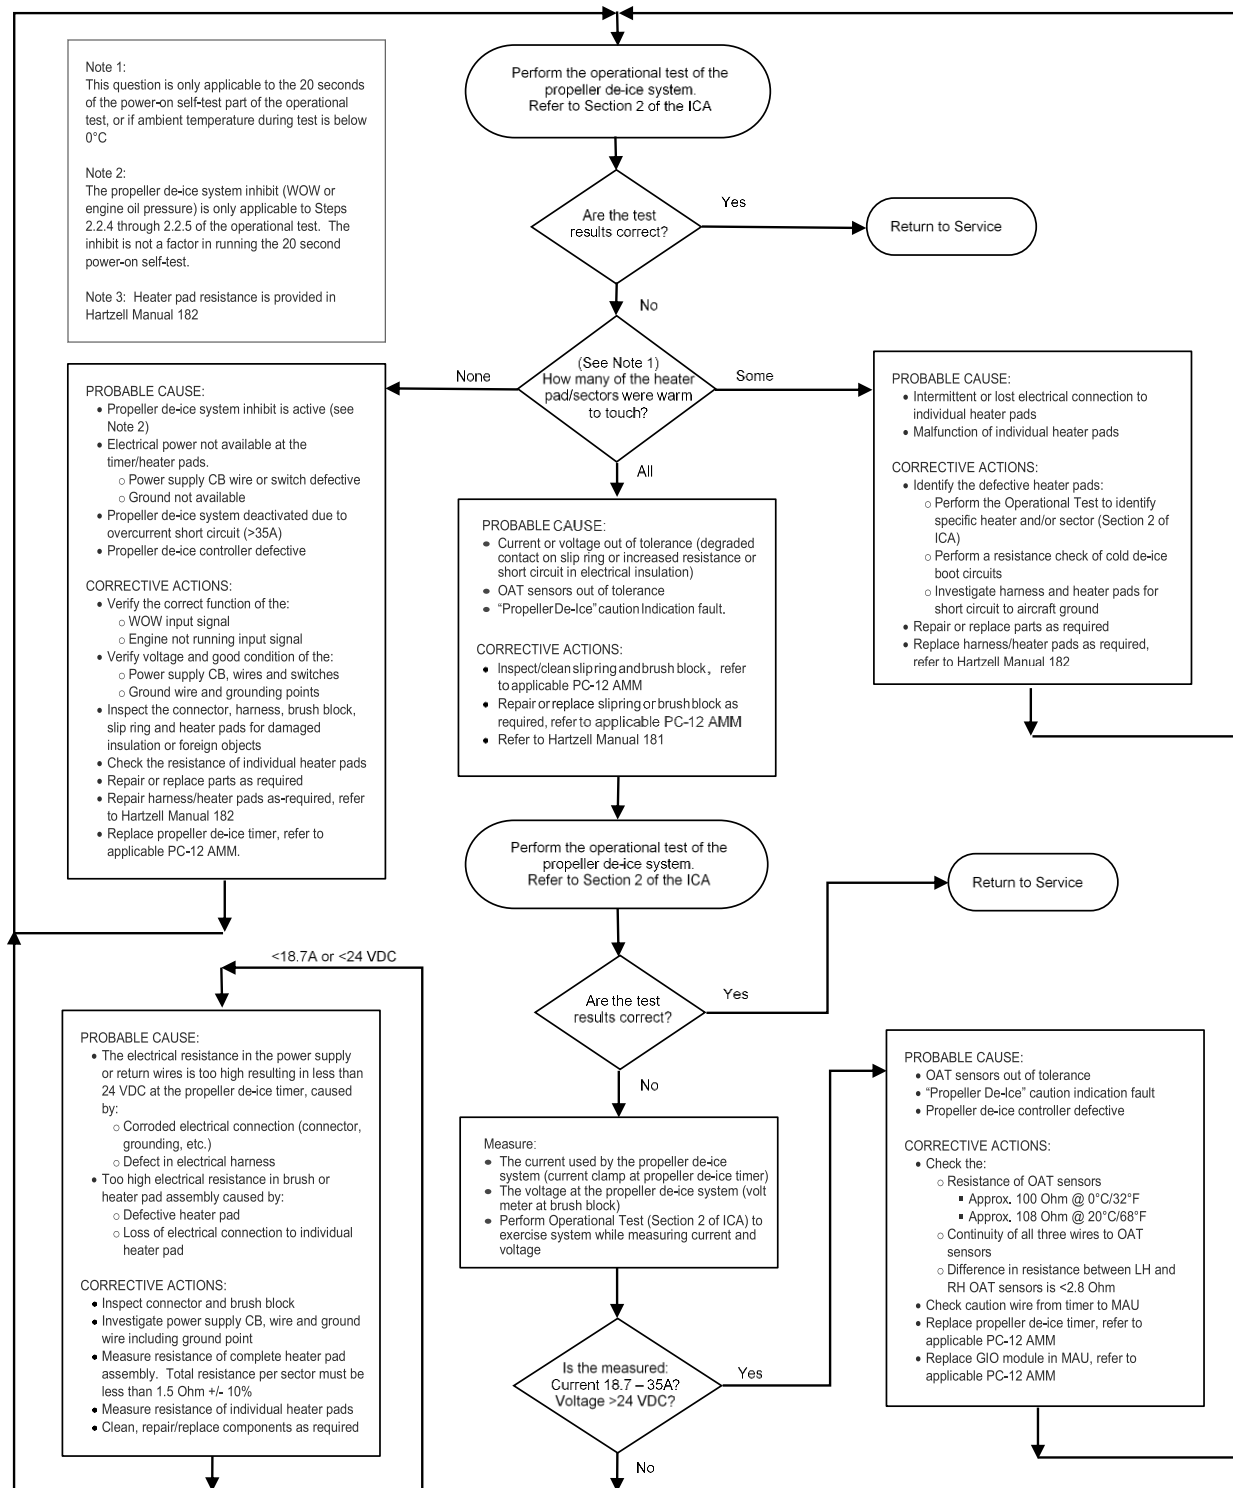 Note 1:
This question is only applicable to the 20 seconds
of the power-on self-test part of the operational
test, or if ambient temperature during test is below
0°C
Note 2:
The propeller de-ice system inhibit (WOW or
engine oil pressure) is only applicable to Steps
2.2.4 through 2.2.5 of the operational test. The
inhibit is not a factor in running the 20 second
power-on self-test.
Note 3: Heater pad resistance is provided in
Hartzell Manual 182
Perform the operational test of the
propeller de-ice system.
Refer to Section 2 of the ICA
Are the test
results correct?
Yes
Return to Service
No
(See Note 1)
How many of the heater
pad/sectors were warm
to touch?
None
Some
All
PROBABLE CAUSE:
• Propeller de-ice system inhibit is active (see
Note 2)
• Electrical power not available at the
timer/heater pads.
○ Power supply CB wire or switch defective
○ Ground not available
• Propeller de-ice system deactivated due to
overcurrent short circuit (>35A)
• Propeller de-ice controller defective
CORRECTIVE ACTIONS:
• Verify the correct function of the:
○ WOW input signal
○ Engine not running input signal
• Verify voltage and good condition of the:
○ Power supply CB, wires and switches
○ Ground wire and grounding points
• Inspect the connector, harness, brush block,
slip ring and heater pads for damaged
insulation or foreign objects
• Check the resistance of individual heater pads
• Repair or replace parts as required
• Repair harness/heater pads as-required, refer
to Hartzell Manual 182
• Replace propeller de-ice timer, refer to
applicable PC-12 AMM.
PROBABLE CAUSE:
• Current or voltage out of tolerance (degraded
contact on slip ring or increased resistance or
short circuit in electrical insulation)
• OAT sensors out of tolerance
• “Propeller De-Ice” caution Indication fault.
CORRECTIVE ACTIONS:
• Inspect/clean slip ring and brush block, refer
to applicable PC-12 AMM
• Repair or replace slip ring or brush block as
required, refer to applicable PC-12 AMM
• Refer to Hartzell Manual 181
PROBABLE CAUSE:
• Intermittent or lost electrical connection to
individual heater pads
• Malfunction of individual heater pads
CORRECTIVE ACTIONS:
• Identify the defective heater pads:
○ Perform the Operational Test to identify
specific heater and/or sector (Section 2 of
ICA)
○ Perform a resistance check of cold de-ice
boot circuits
○ Investigate harness and heater pads for
short circuit to aircraft ground
• Repair or replace parts as required
• Replace harness/heater pads as required,
refer to Hartzell Manual 182
Perform the operational test of the
propeller de-ice system.
Refer to Section 2 of the ICA
Return to Service
Are the test
results correct?
Yes
No
<18.7A or <24 VDC
PROBABLE CAUSE:
• The electrical resistance in the power supply
or return wires is too high resulting in less than
24 VDC at the propeller de-ice timer, caused
by:
○ Corroded electrical connection (connector,
grounding, etc.)
○ Defect in electrical harness
• Too high electrical resistance in brush or
heater pad assembly caused by:
○ Defective heater pad
○ Loss of electrical connection to individual
heater pad
CORRECTIVE ACTIONS:
• Inspect connector and brush block
• Investigate power supply CB, wire and ground
wire including ground point
• Measure resistance of complete heater pad
assembly. Total resistance per sector must be
less than 1.5 Ohm +/- 10%
• Measure resistance of individual heater pads
• Clean, repair/replace components as required
Measure:
• The current used by the propeller de-ice
system (current clamp at propeller de-ice timer)
• The voltage at the propeller de-ice system (volt
meter at brush block)
• Perform Operational Test (Section 2 of ICA) to
exercise system while measuring current and
voltage
Is the measured:
Current 18.7 – 35A?
Voltage >24 VDC?
Yes
No
PROBABLE CAUSE:
• OAT sensors out of tolerance
• “Propeller De-Ice” caution indication fault
• Propeller de-ice controller defective
CORRECTIVE ACTIONS:
• Check the:
○ Resistance of OAT sensors
▪ Approx. 100 Ohm @ 0°C/32°F
▪ Approx. 108 Ohm @ 20°C/68°F
○ Continuity of all three wires to OAT
sensors
○ Difference in resistance between LH and
RH OAT sensors is <2.8 Ohm
• Check caution wire from timer to MAU
• Replace propeller de-ice timer, refer to
applicable PC-12 AMM
• Replace GIO module in MAU, refer to
applicable PC-12 AMM